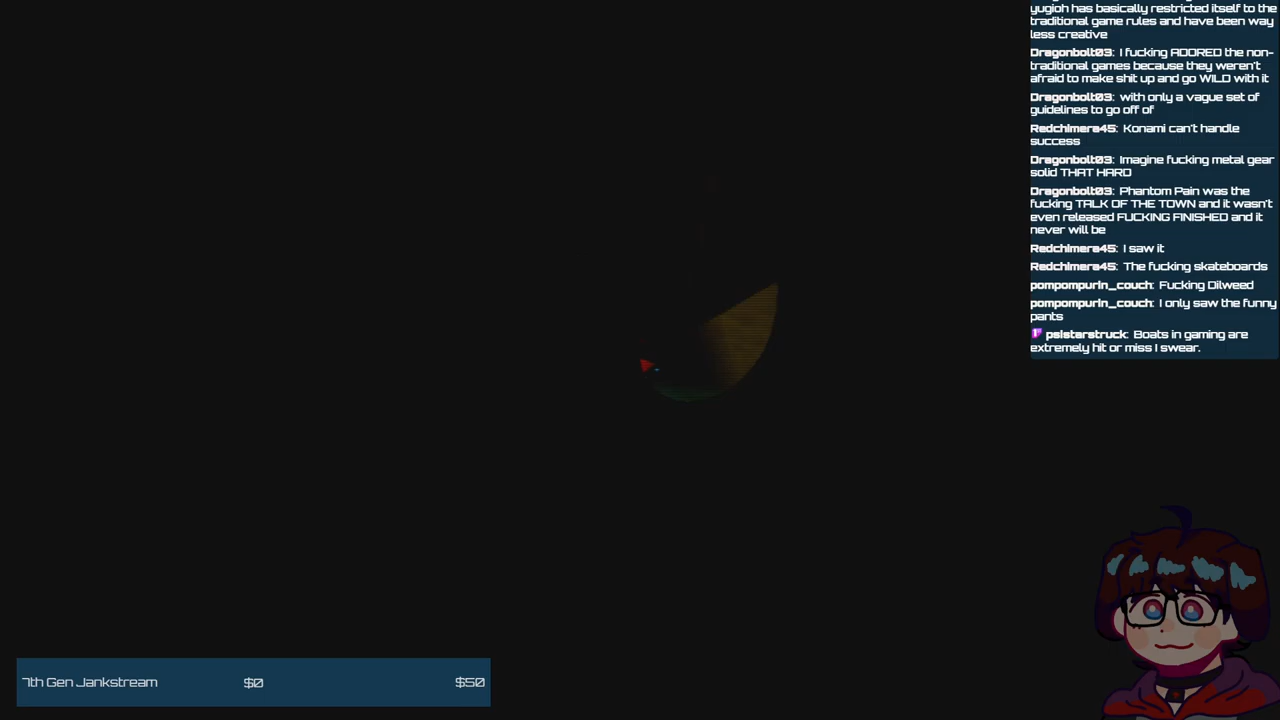 yugioh has basically restricted itself to the
traditional game rules and have been way
less creative
Dragonbolt03: I fucking ADORED the non-
traditional games because they weren't
afraid to make shit up and go WILD with it
Dragonbolt03: with only a vague set of
guidelines to go off of
Redchimera45: Konami can't handle
success
Dragonbolt03: Imagine fucking metal gear
solid THAT HARD
Dragonbolt03: Phantom Pain was the
fucking TALK OF THE TOWN and it wasn't
even released FUCKING FINISHED and it
never will be
Redchimera45: I saw it
Redchimera45: The fucking skateboards
pompompurin_couch: Fucking Dilweed
pompompurin_couch: I only saw the funny
pants
psisterstruck: Boats in gaming are
extremely hit or miss I swear.
7th Gen Jankstream $0 $50